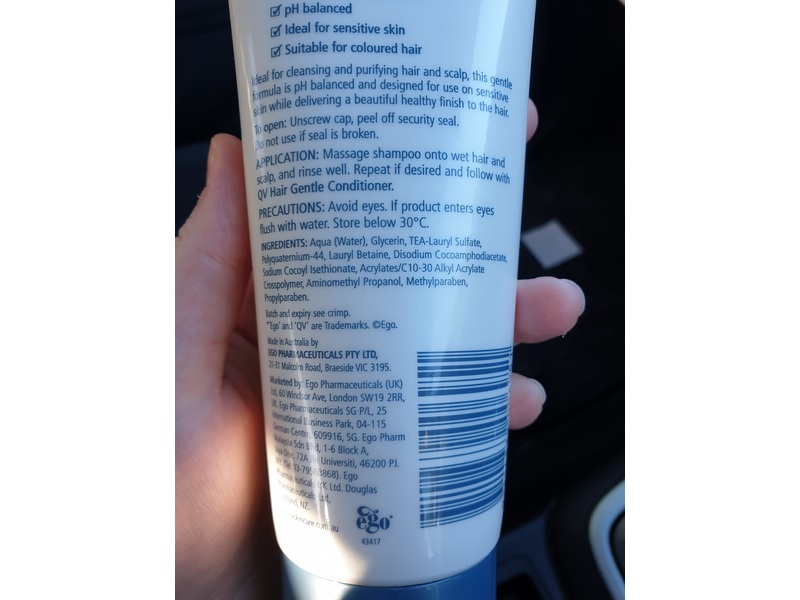 pH balanced
Ideal for sensitive skin
Suitable for coloured hair
Ideal for cleansing and purifying hair and scalp, this gentle
formula is pH balanced and designed for use on sensitive
skin while delivering a beautiful healthy finish to the hair.
To open: Unscrew cap, peel off security seal.
Do not use if seal is broken.
APPLICATION: Massage shampoo onto wet hair and
scalp, and rinse well. Repeat if desired and follow with
QV Hair Gentle Conditioner.
PRECAUTIONS: Avoid eyes. If product enters eyes
flush with water. Store below 30°C.
INGREDIENTS: Aqua (Water), Glycerin, TEA-Lauryl Sulfate,
Polyquaternium-44, Lauryl Betaine, Disodium Cocoamphodiacetate,
Sodium Cocoyl Isethionate, Acrylates/C10-30 Alkyl Acrylate
Crosspolymer, Aminomethyl Propanol, Methylparaben,
Propylparaben.
Batch and expiry see crimp.
"Ego" and "QV" are Trademarks. ©Ego.
Made in Australia by
EGO PHARMACEUTICALS PTY LTD,
21-31 Malcolm Road, Braeside VIC 3195.
Marketed by: Ego Pharmaceuticals (UK)
Ltd, 60 Windsor Ave, London SW19 2RR,
UK. Ego Pharmaceuticals SG P/L, 25
International Business Park, 04-115
German Centre, 609916, SG. Ego Pharm
Malaysia Sdn Bhd, 1-6 Block A,
72A Universiti, 46200 PJ.
Ego
Ltd. Douglas
Ltd,
NZ.
.com.au
ego
43417